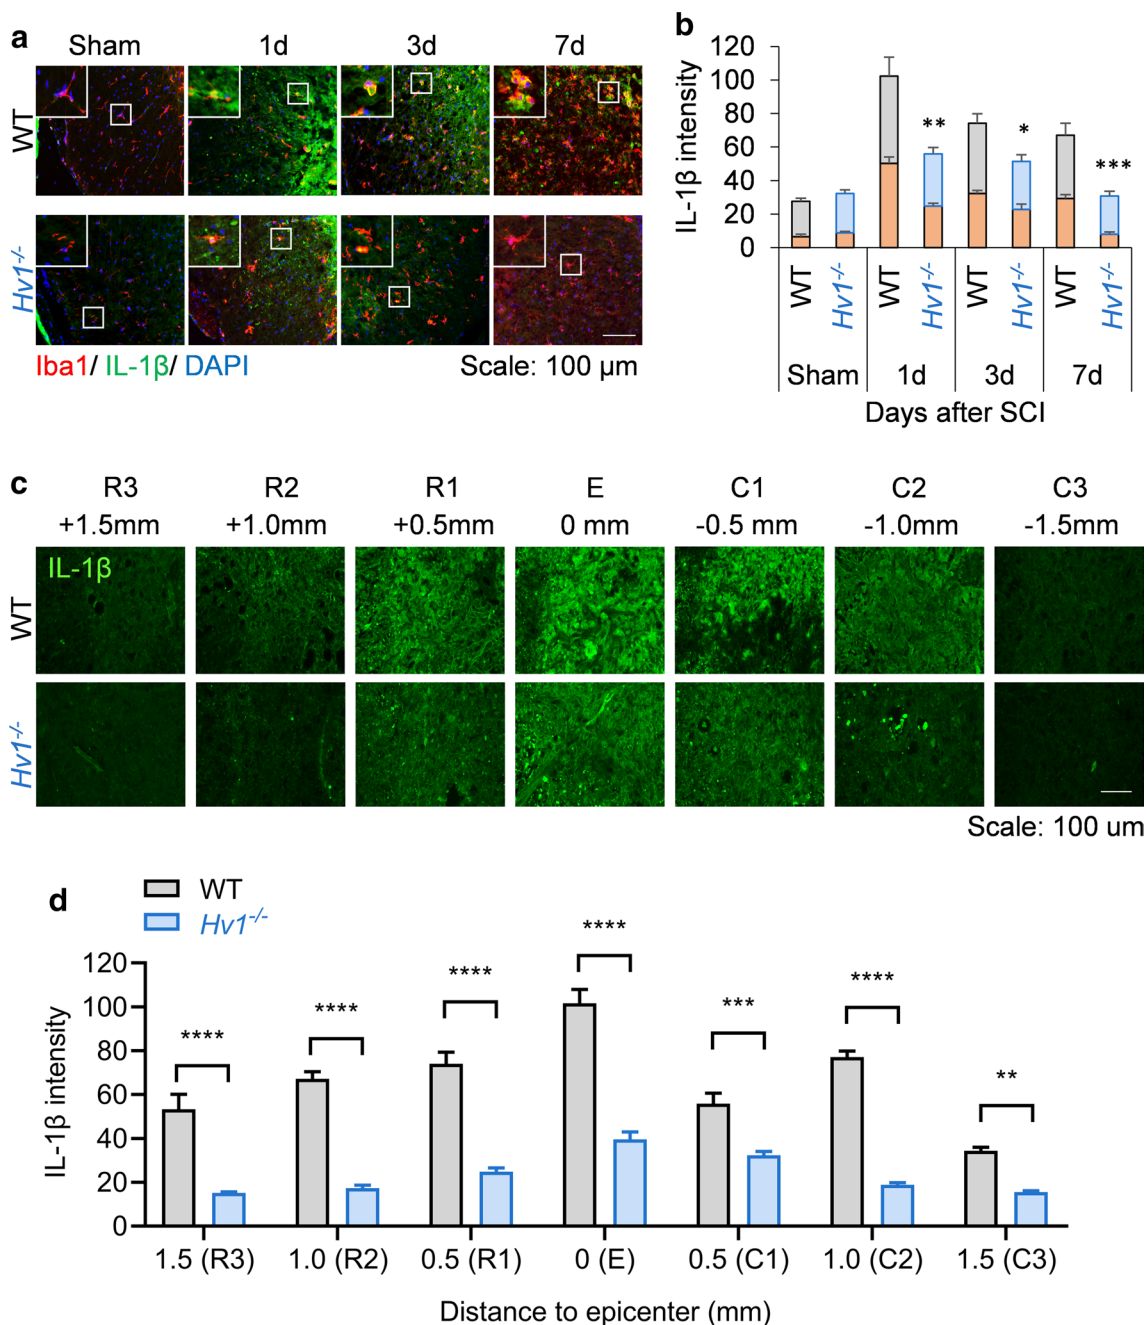 a
Sham 1d 3d 7d
WT
Hv1-/-
Iba1/ IL-1β/ DAPI Scale: 100 µm
b
IL-1β intensity
120
100
80
60
40
20
0
** * ***
WT Hv1-/- WT Hv1-/- WT Hv1-/- WT Hv1-/-
Sham 1d 3d 7d
Days after SCI
c
R3 R2 R1 E C1 C2 C3
+1.5mm +1.0mm +0.5mm 0 mm -0.5 mm -1.0mm -1.5mm
IL-1β
WT
Hv1-/-
Scale: 100 um
d
WT
Hv1-/-
IL-1β intensity
120
100
80
60
40
20
0
**** **** **** **** *** **** **
1.5 (R3) 1.0 (R2) 0.5 (R1) 0 (E) 0.5 (C1) 1.0 (C2) 1.5 (C3)
Distance to epicenter (mm)